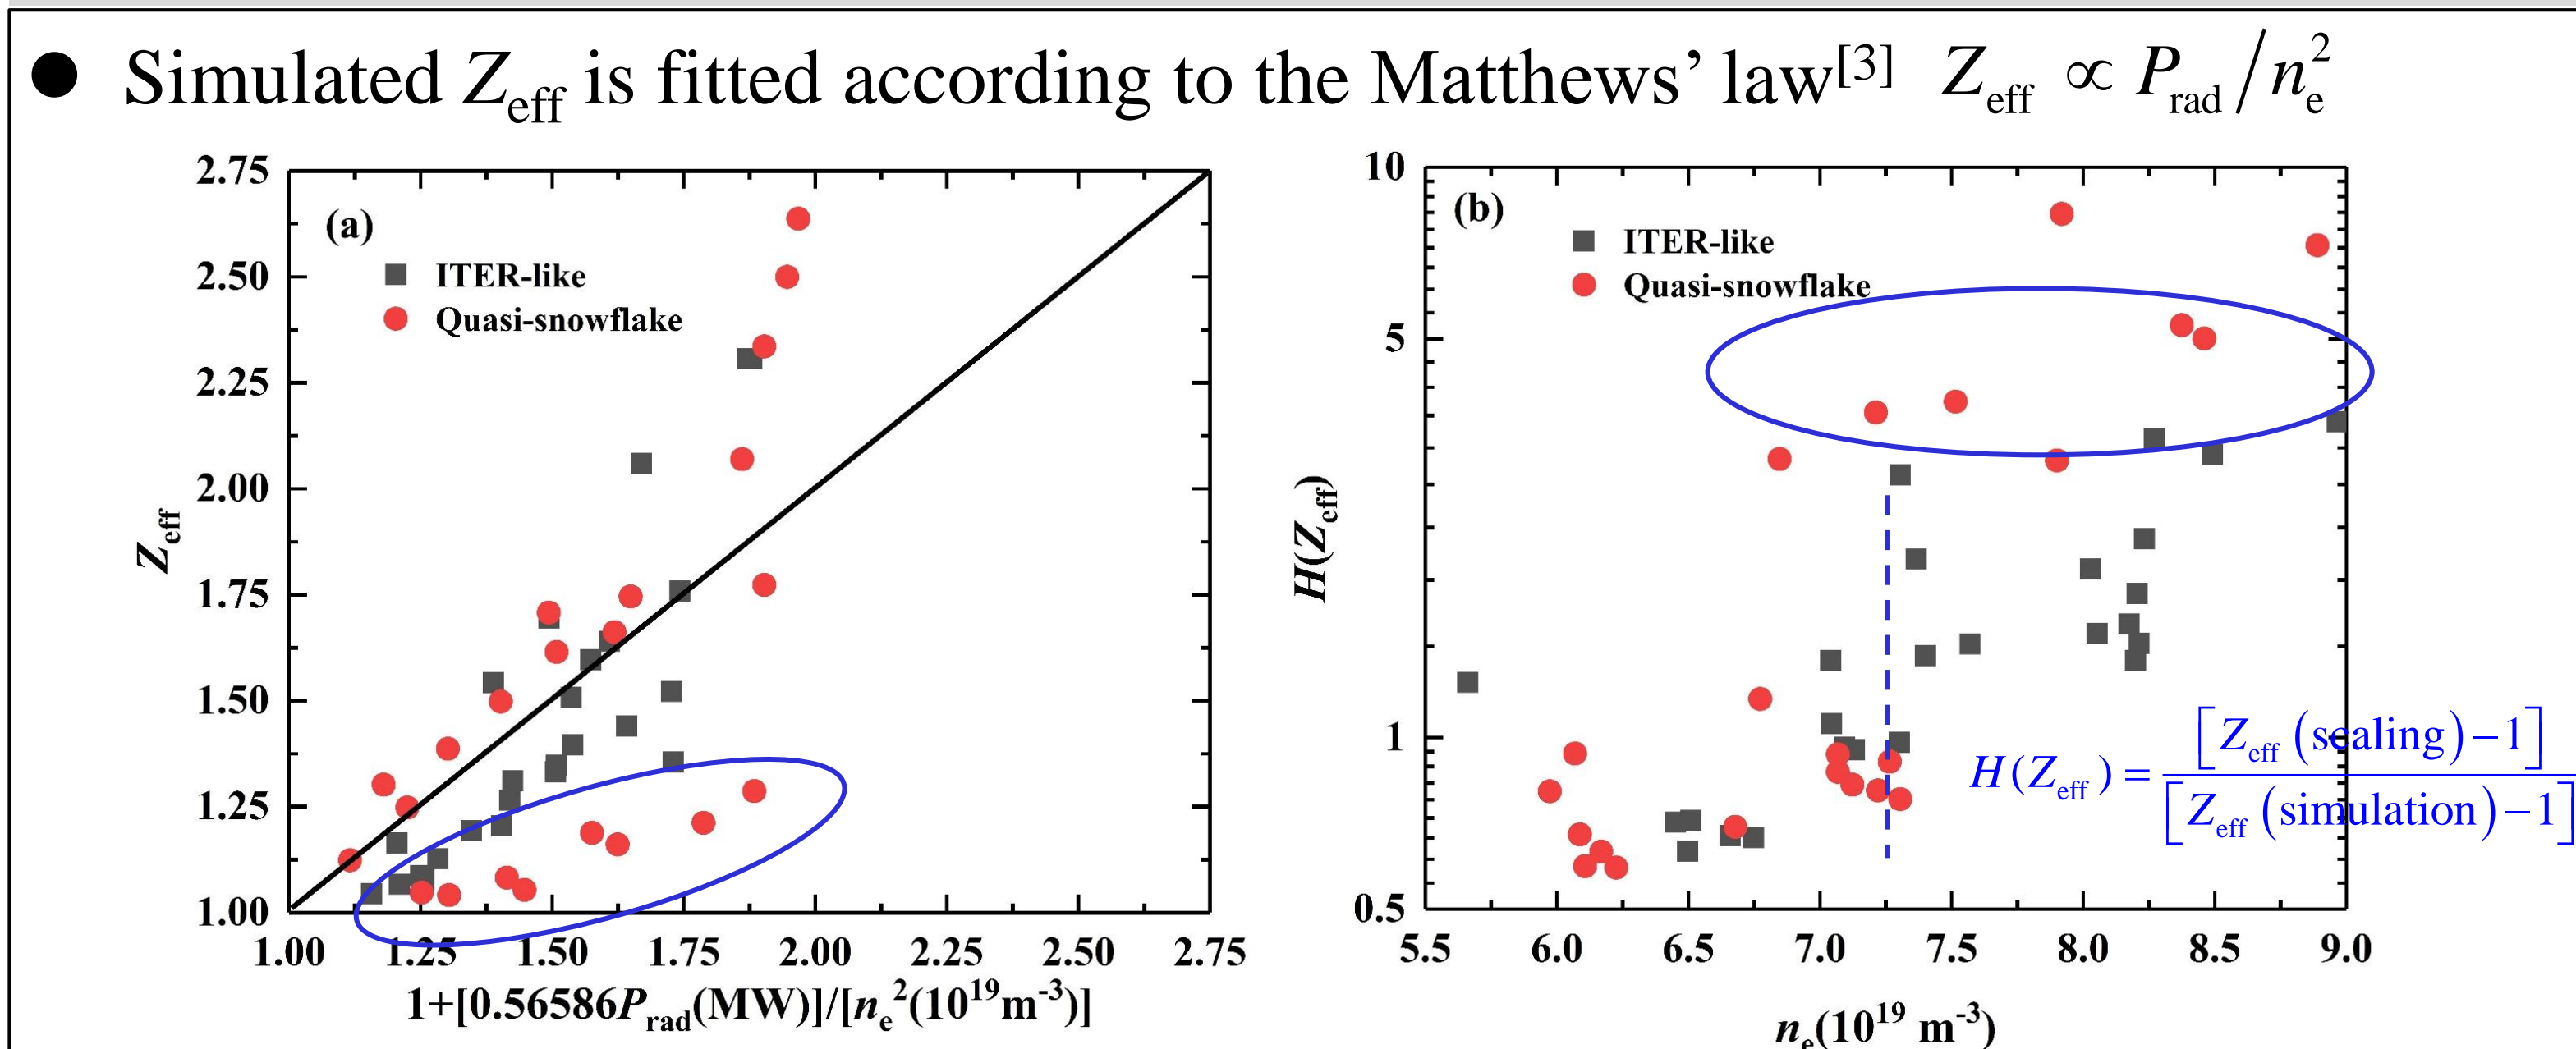 ● Simulated Z_eff is fitted according to the Matthews’ law[3] Z_eff ∝ P_rad/n_e^2
(a)
ITER-like
Quasi-snowflake
Z_eff
2.75
2.50
2.25
2.00
1.75
1.50
1.25
1.00
1.00 1.25 1.50 1.75 2.00 2.25 2.50 2.75
1+[0.56586P_rad(MW)]/[n_e^2(10^19m^-3)]
(b)
ITER-like
Quasi-snowflake
H(Z_eff)
10
5
1
0.5
H(Z_eff) = [Z_eff (scaling) − 1] / [Z_eff (simulation) − 1]
5.5 6.0 6.5 7.0 7.5 8.0 8.5 9.0
n_e(10^19 m^-3)